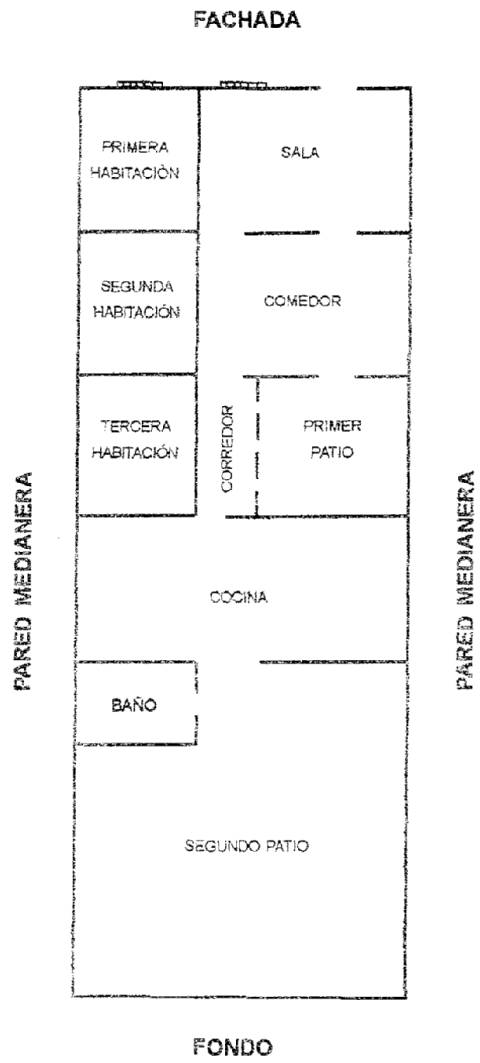 FACHADA
PRIMERA
HABITACIÓN
SALA
SEGUNDA
HABITACIÓN
COMEDOR
TERCERA
HABITACIÓN
CORREDOR
PRIMER
PATIO
PARED MEDIANERA
PARED MEDIANERA
COCINA
BAÑO
SEGUNDO PATIO
FONDO